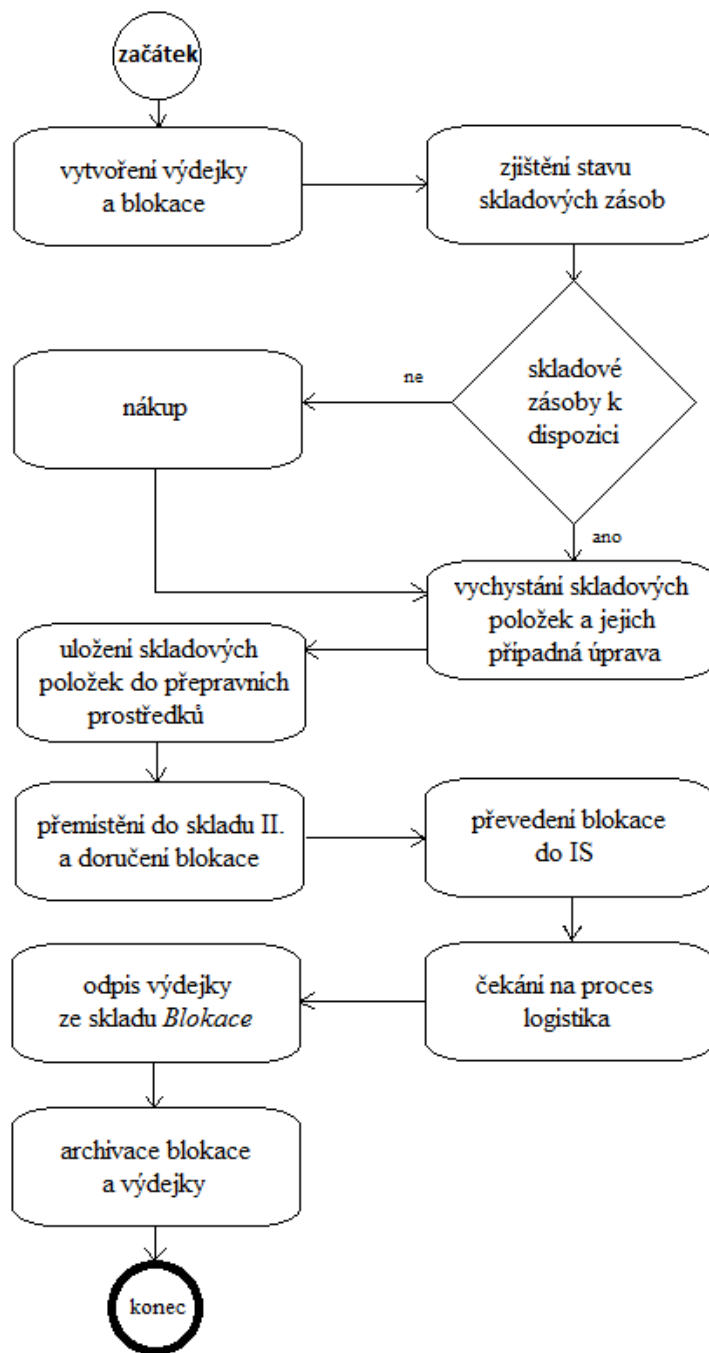 začátek
vytvoření výdejky
a blokace
zjištění stavu
skladových zásob
skladové
zásoby k
dispozici
ne
nákup
ano
vychystání skladových
položek a jejich
případná úprava
uložení skladových
položek do přepravních
prostředků
přemistění do skladu II.
a doručení blokace
převedení blokace
do IS
čekání na proces
logistika
odpis výdejky
ze skladu Blokace
archivace blokace
a výdejky
konec